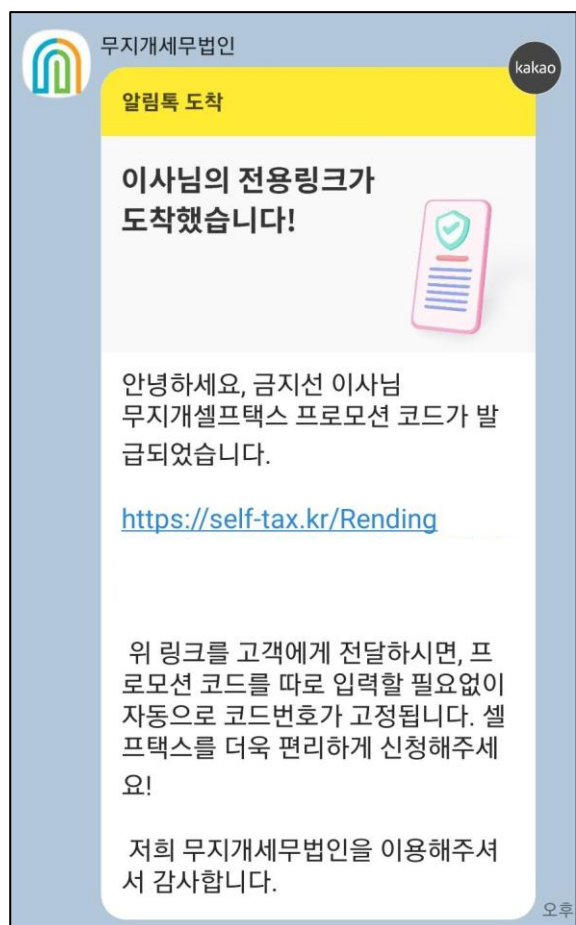 무지개세무법인
kakao
알림톡 도착
이사님의 전용링크가
도착했습니다!
안녕하세요, 금지선 이사님
무지개셀프택스 프로모션 코드가 발
급되었습니다.
https://self-tax.kr/Rending
위 링크를 고객에게 전달하시면, 프
로모션 코드를 따로 입력할 필요없이
자동으로 코드번호가 고정됩니다. 셀
프택스를 더욱 편리하게 신청해주세
요!
저희 무지개세무법인을 이용해주셔
서 감사합니다.
오후